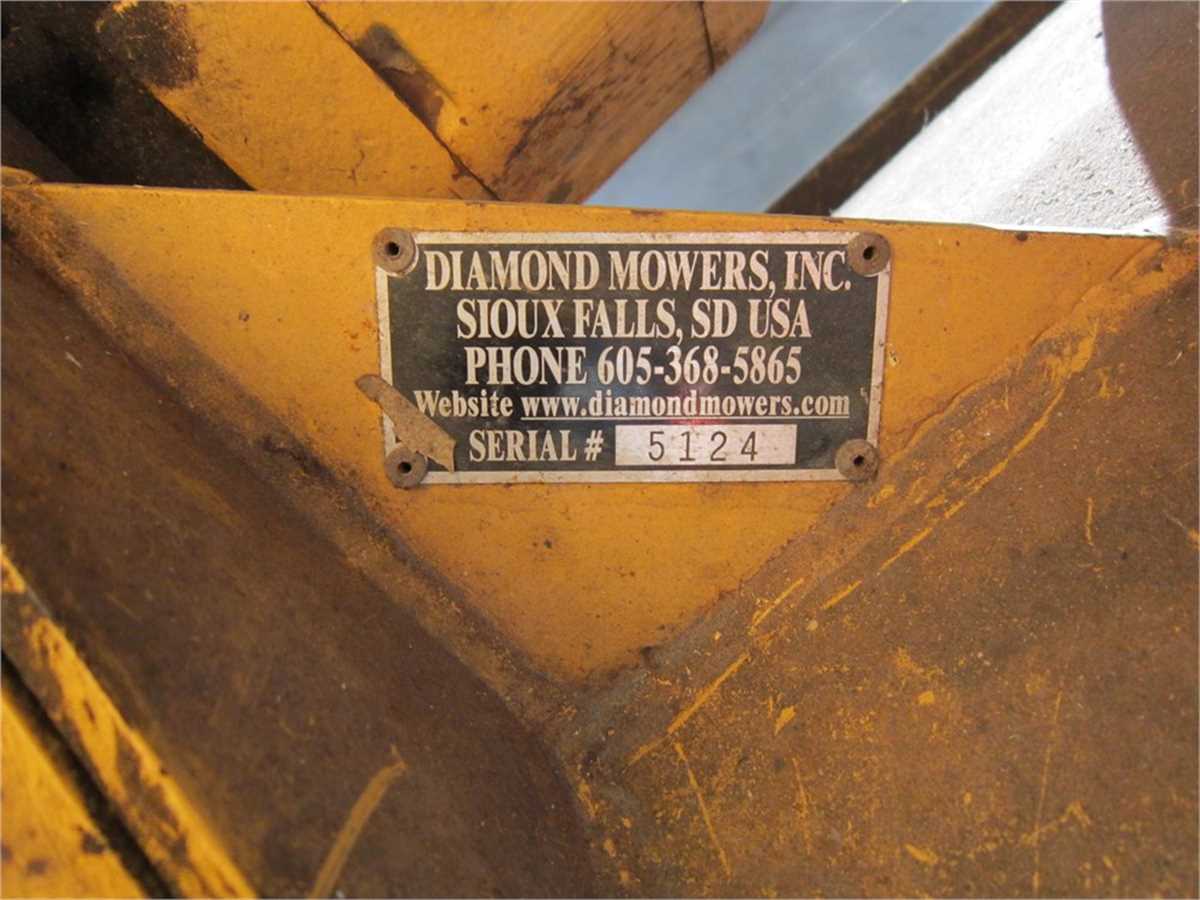 DIAMOND MOWERS, INC.
SIOUX FALLS, SD USA
PHONE 605-368-5865
Website www.diamondmowers.com
SERIAL # 5124